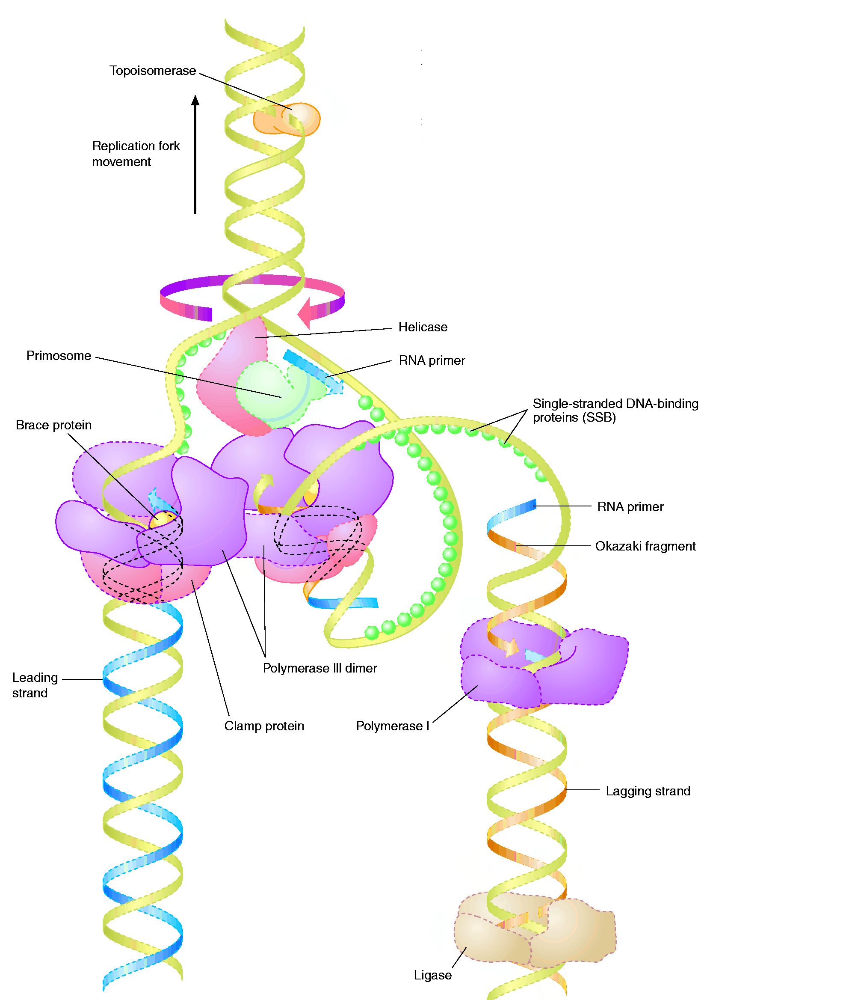 Topoisomerase
Replication fork
movement
Helicase
Primosome
RNA primer
Single-stranded DNA-binding
proteins (SSB)
Brace protein
RNA primer
Okazaki fragment
Polymerase III dimer
Leading
strand
Clamp protein
Polymerase I
Lagging strand
Ligase